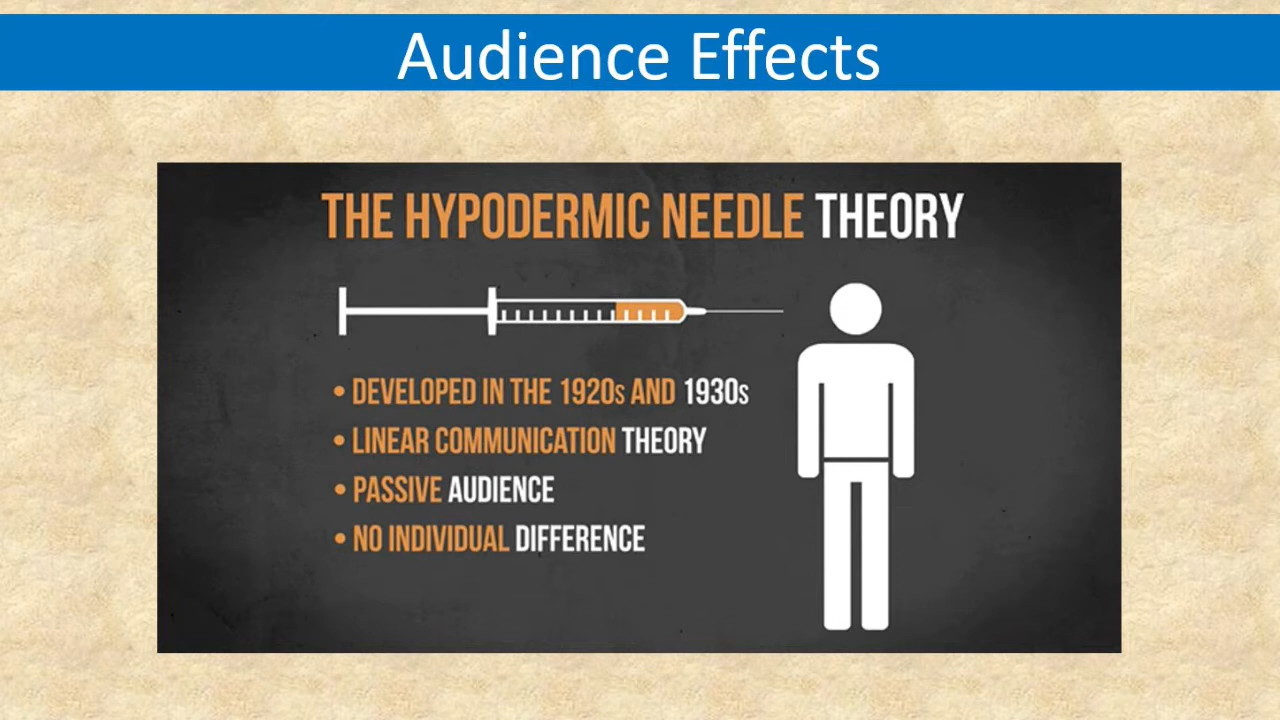 Audience Effects
THE HYPODERMIC NEEDLE THEORY
• DEVELOPED IN THE 1920s AND 1930s
• LINEAR COMMUNICATION THEORY
• PASSIVE AUDIENCE
• NO INDIVIDUAL DIFFERENCE